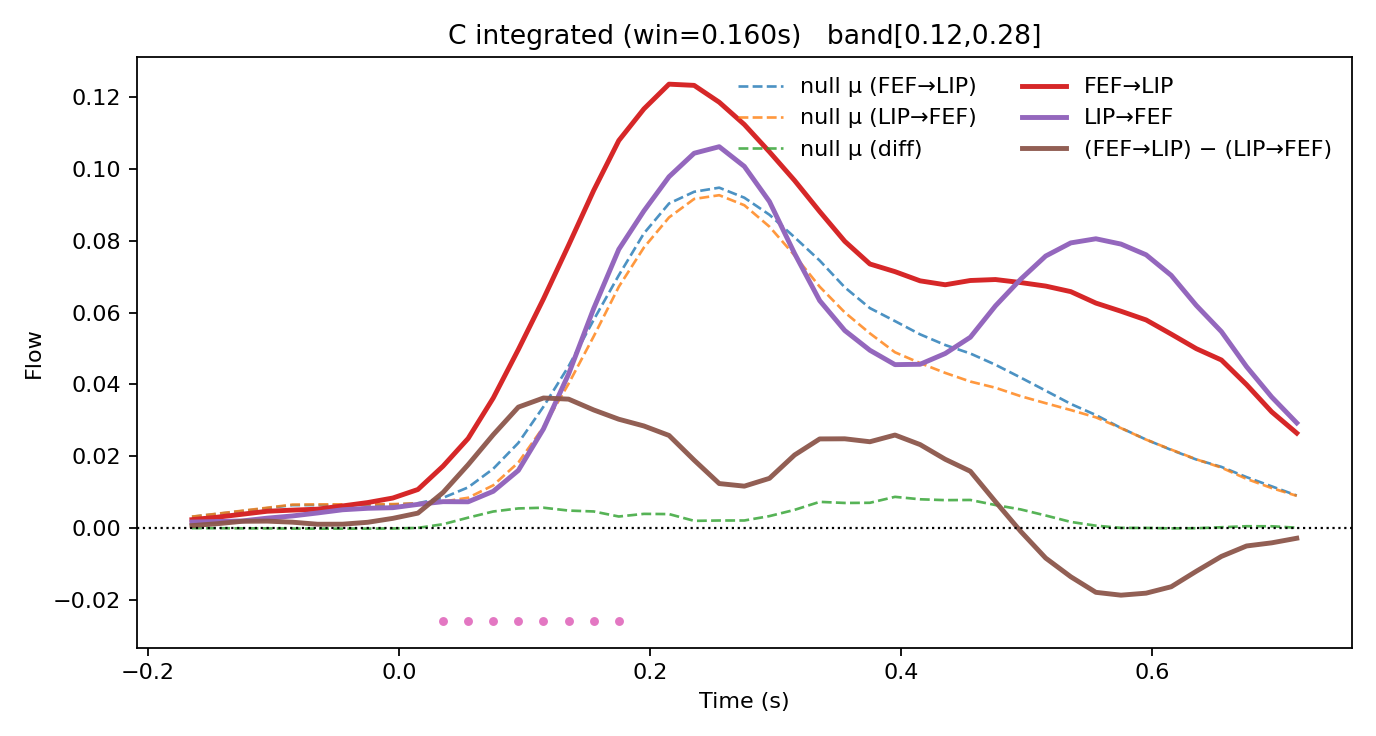 C integrated (win=0.160s)   band[0.12,0.28]
null μ (FEF→LIP)
null μ (LIP→FEF)
null μ (diff)
FEF→LIP
LIP→FEF
(FEF→LIP) − (LIP→FEF)
Flow
0.12
0.10
0.08
0.06
0.04
0.02
0.00
−0.02
−0.2
0.0
0.2
0.4
0.6
Time (s)